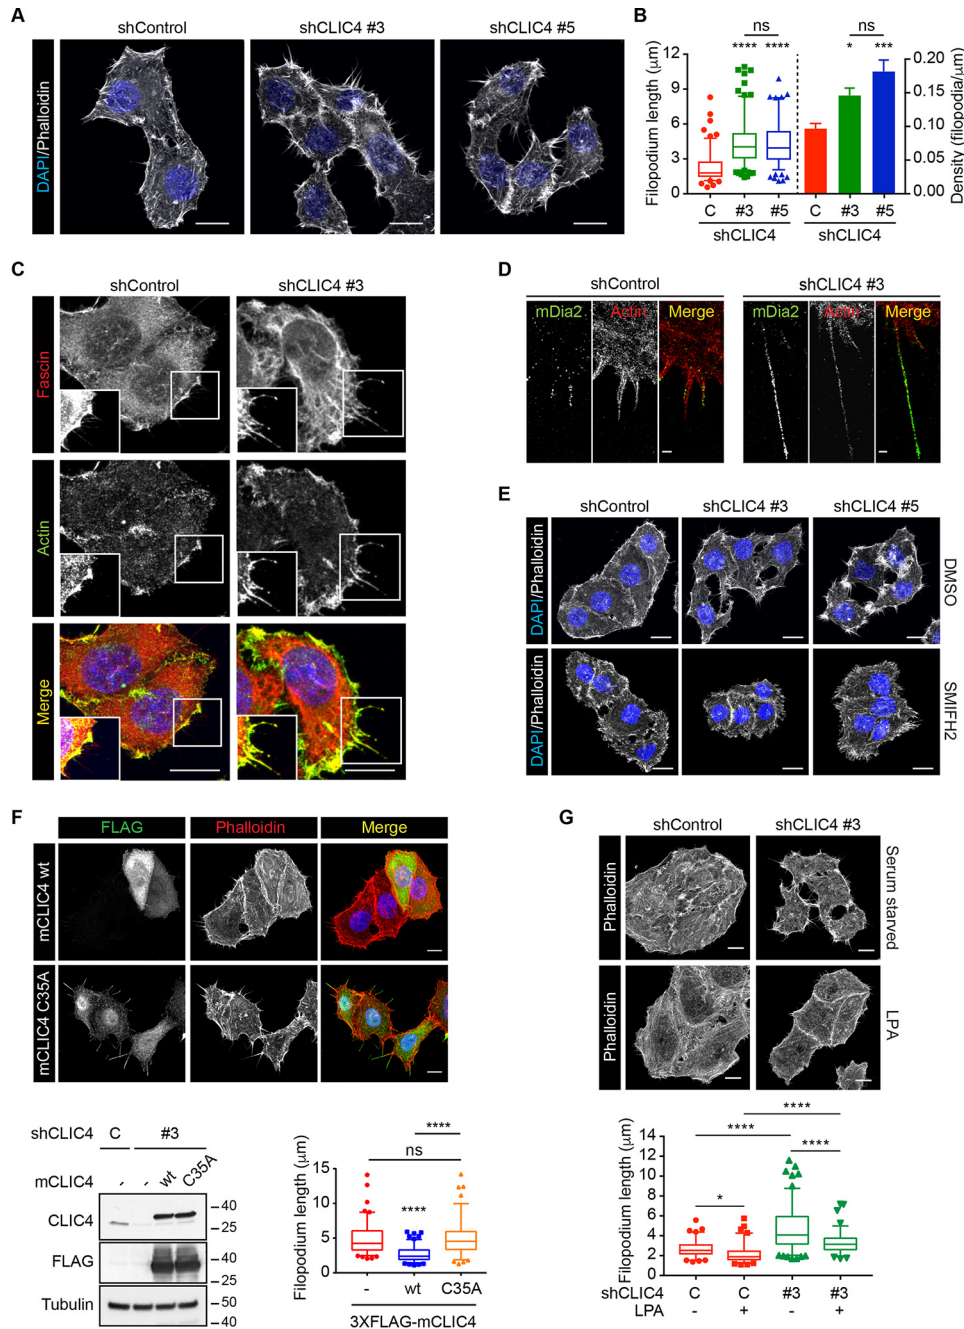 A
shControl
shCLIC4 #3
shCLIC4 #5
DAPI/Phalloidin
B
ns
ns
**** ****
* ***
Filopodium length (μm)
12
9
6
3
0
0.20
0.15
0.10
0.05
0.00
Density (filopodia/μm)
C #3 #5
C #3 #5
shCLIC4
shCLIC4
C
shControl
shCLIC4 #3
Fascin
Actin
Merge
D
shControl
shCLIC4 #3
mDia2 Actin Merge
mDia2 Actin Merge
E
shControl
shCLIC4 #3
shCLIC4 #5
DAPI/Phalloidin
DMSO
DAPI/Phalloidin
SMIFH2
F
FLAG
Phalloidin
Merge
mCLIC4 wt
mCLIC4 C35A
shCLIC4 C #3
mCLIC4 - - wt C35A
CLIC4
40
25
FLAG
40
25
Tubulin
50
40
Filopodium length (μm)
15
10
5
0
****
ns
****
- wt C35A
3XFLAG-mCLIC4
G
shControl
shCLIC4 #3
Phalloidin
Serum starved
Phalloidin
LPA
Filopodium length (μm)
14
12
10
8
6
4
2
0
****
****
****
*
shCLIC4 C C #3 #3
LPA - + - +